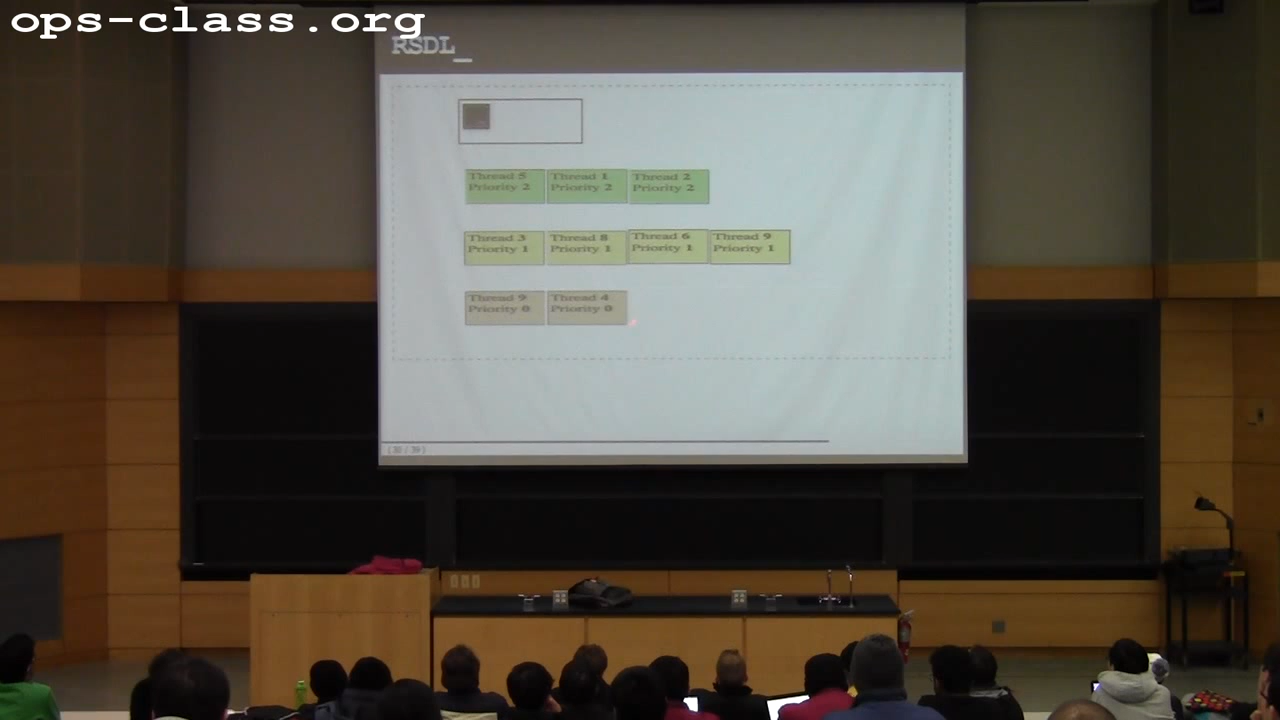 ops-class.org
RSDL_
Thread 5 Thread 1 Thread 2
Priority 2 Priority 2 Priority 2
Thread 3 Thread 8 Thread 6 Thread 9
Priority 1 Priority 1 Priority 1 Priority 1
Thread 9 Thread 4
Priority 0 Priority 0